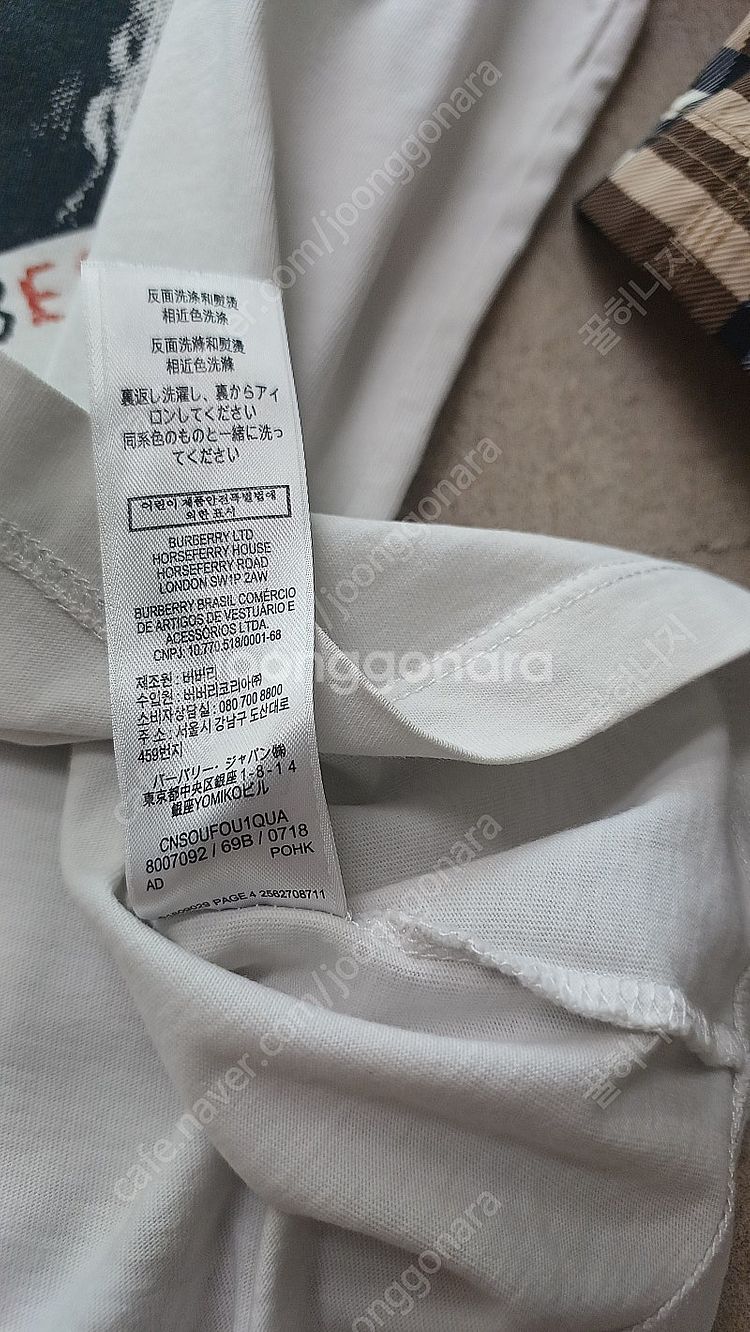 反面洗涤和熨烫
相近色洗涤
反面洗滌和熨燙
相近色洗滌
裏返し洗濯し、裏からアイ
ロンしてください
同系色のものと一緒に洗っ
てください
어린이제품안전특별법에
의한 표시
BURBERRY LTD
HORSEFERRY HOUSE
HORSEFERRY ROAD
LONDON SW1P 2AW
BURBERRY BRASIL COMÉRCIO
DE ARTIGOS DE VESTUÁRIO E
ACESSÓRIOS LTDA.
CNPJ: 10.770.518/0001-68
제조원 : 버버리
수입원 : 버버리코리아㈜
소비자상담실 : 080 700 8800
주 소 : 서울시 강남구 도산대로
459번지
バーバリー・ジャパン㈱
東京都中央区銀座1-8-14
銀座YOMIKOビル
CNSOUFOU1QUA
8007092 / 69B / 0718
POHK
AD
PAGE 4 2562708711
joonggonara
cafe.naver.com/joonggonara
꿀허니자